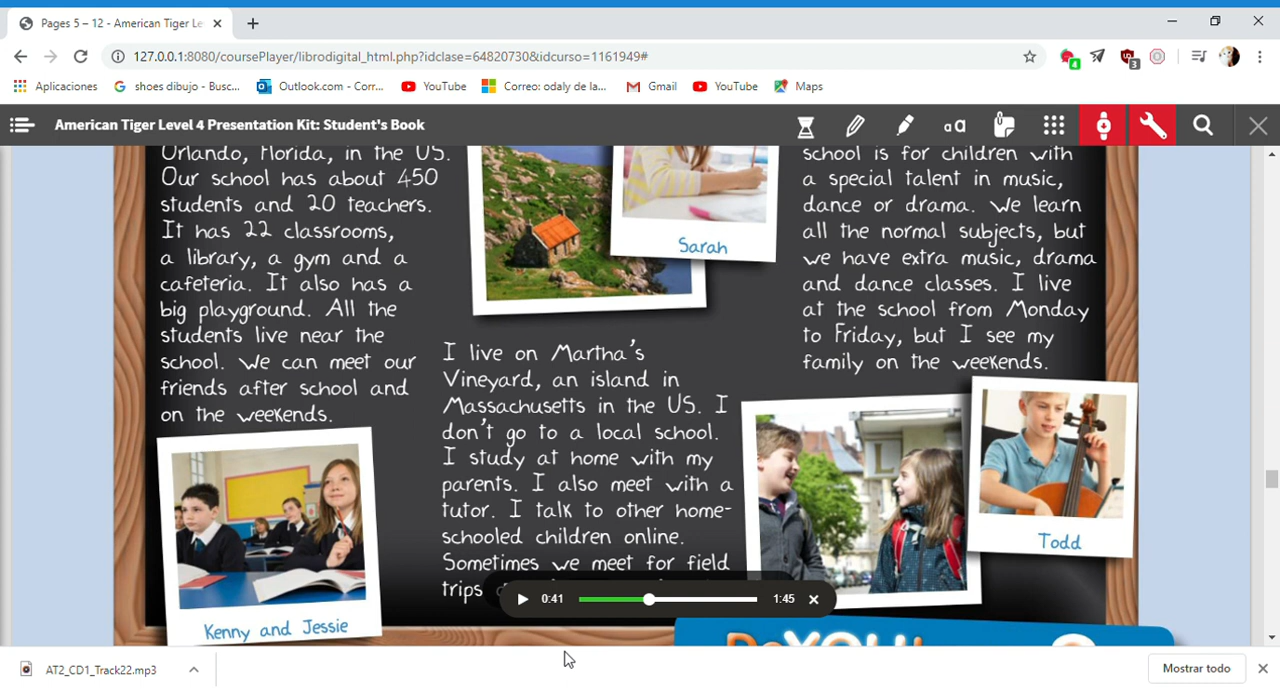 Pages 5 – 12 - American Tiger Le
127.0.0.1:8080/coursePlayer/librodigital_html.php?idclase=64820730&idcurso=1161949#
4
3
Aplicaciones
shoes dibujo - Busc...
Outlook.com - Corr...
YouTube
Correo: odaly de la...
Gmail
YouTube
Maps
American Tiger Level 4 Presentation Kit: Student's Book
aa
Orlando, Florida, in the US.
Our school has about 450
students and 20 teachers.
It has 22 classrooms,
a library, a gym and a
cafeteria. It also has a
big playground. All the
students live near the
school. We can meet our
friends after school and
on the weekends.
Kenny and Jessie
Sarah
I live on Martha's
Vineyard, an island in
Massachusetts in the US. I
don't go to a local school.
I study at home with my
parents. I also meet with a
tutor. I talk to other home-
schooled children online.
Sometimes we meet for field
trips
school is for children with
a special talent in music,
dance or drama. We learn
all the normal subjects, but
we have extra music, drama
and dance classes. I live
at the school from Monday
to Friday, but I see my
family on the weekends.
Todd
0:41
1:45
AT2_CD1_Track22.mp3
Mostrar todo